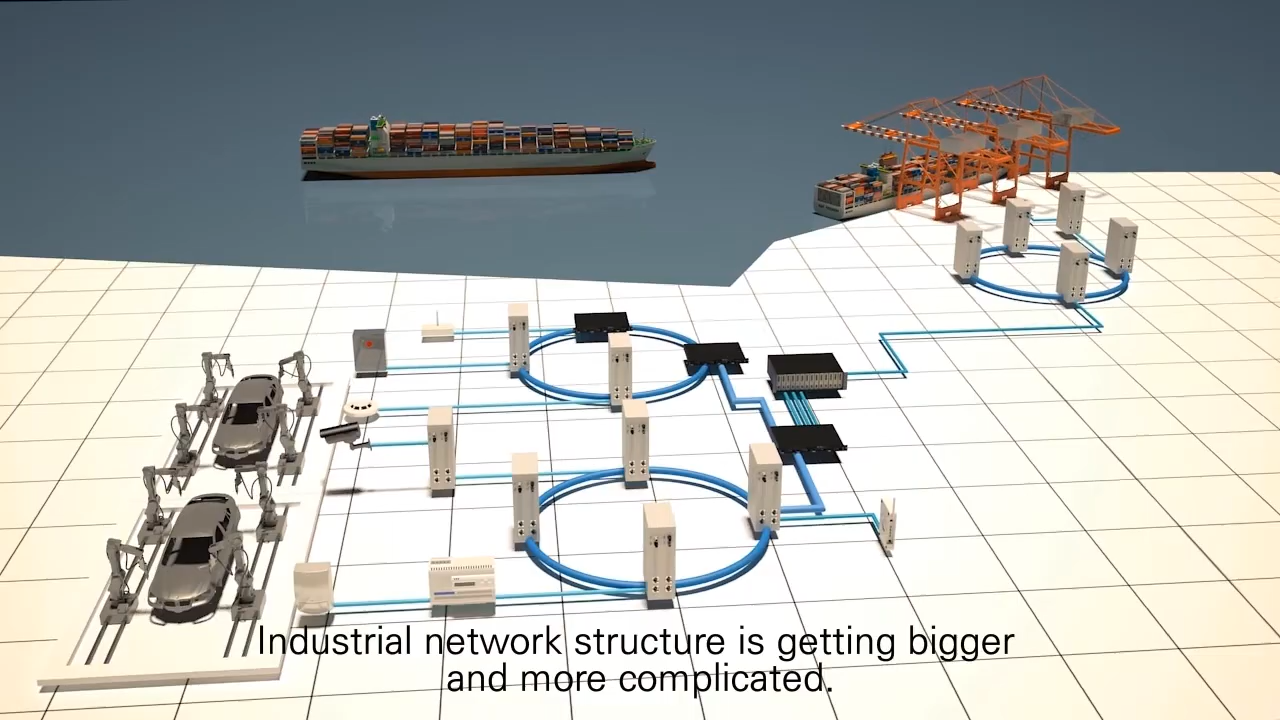 Industrial network structure is getting bigger
and more complicated.